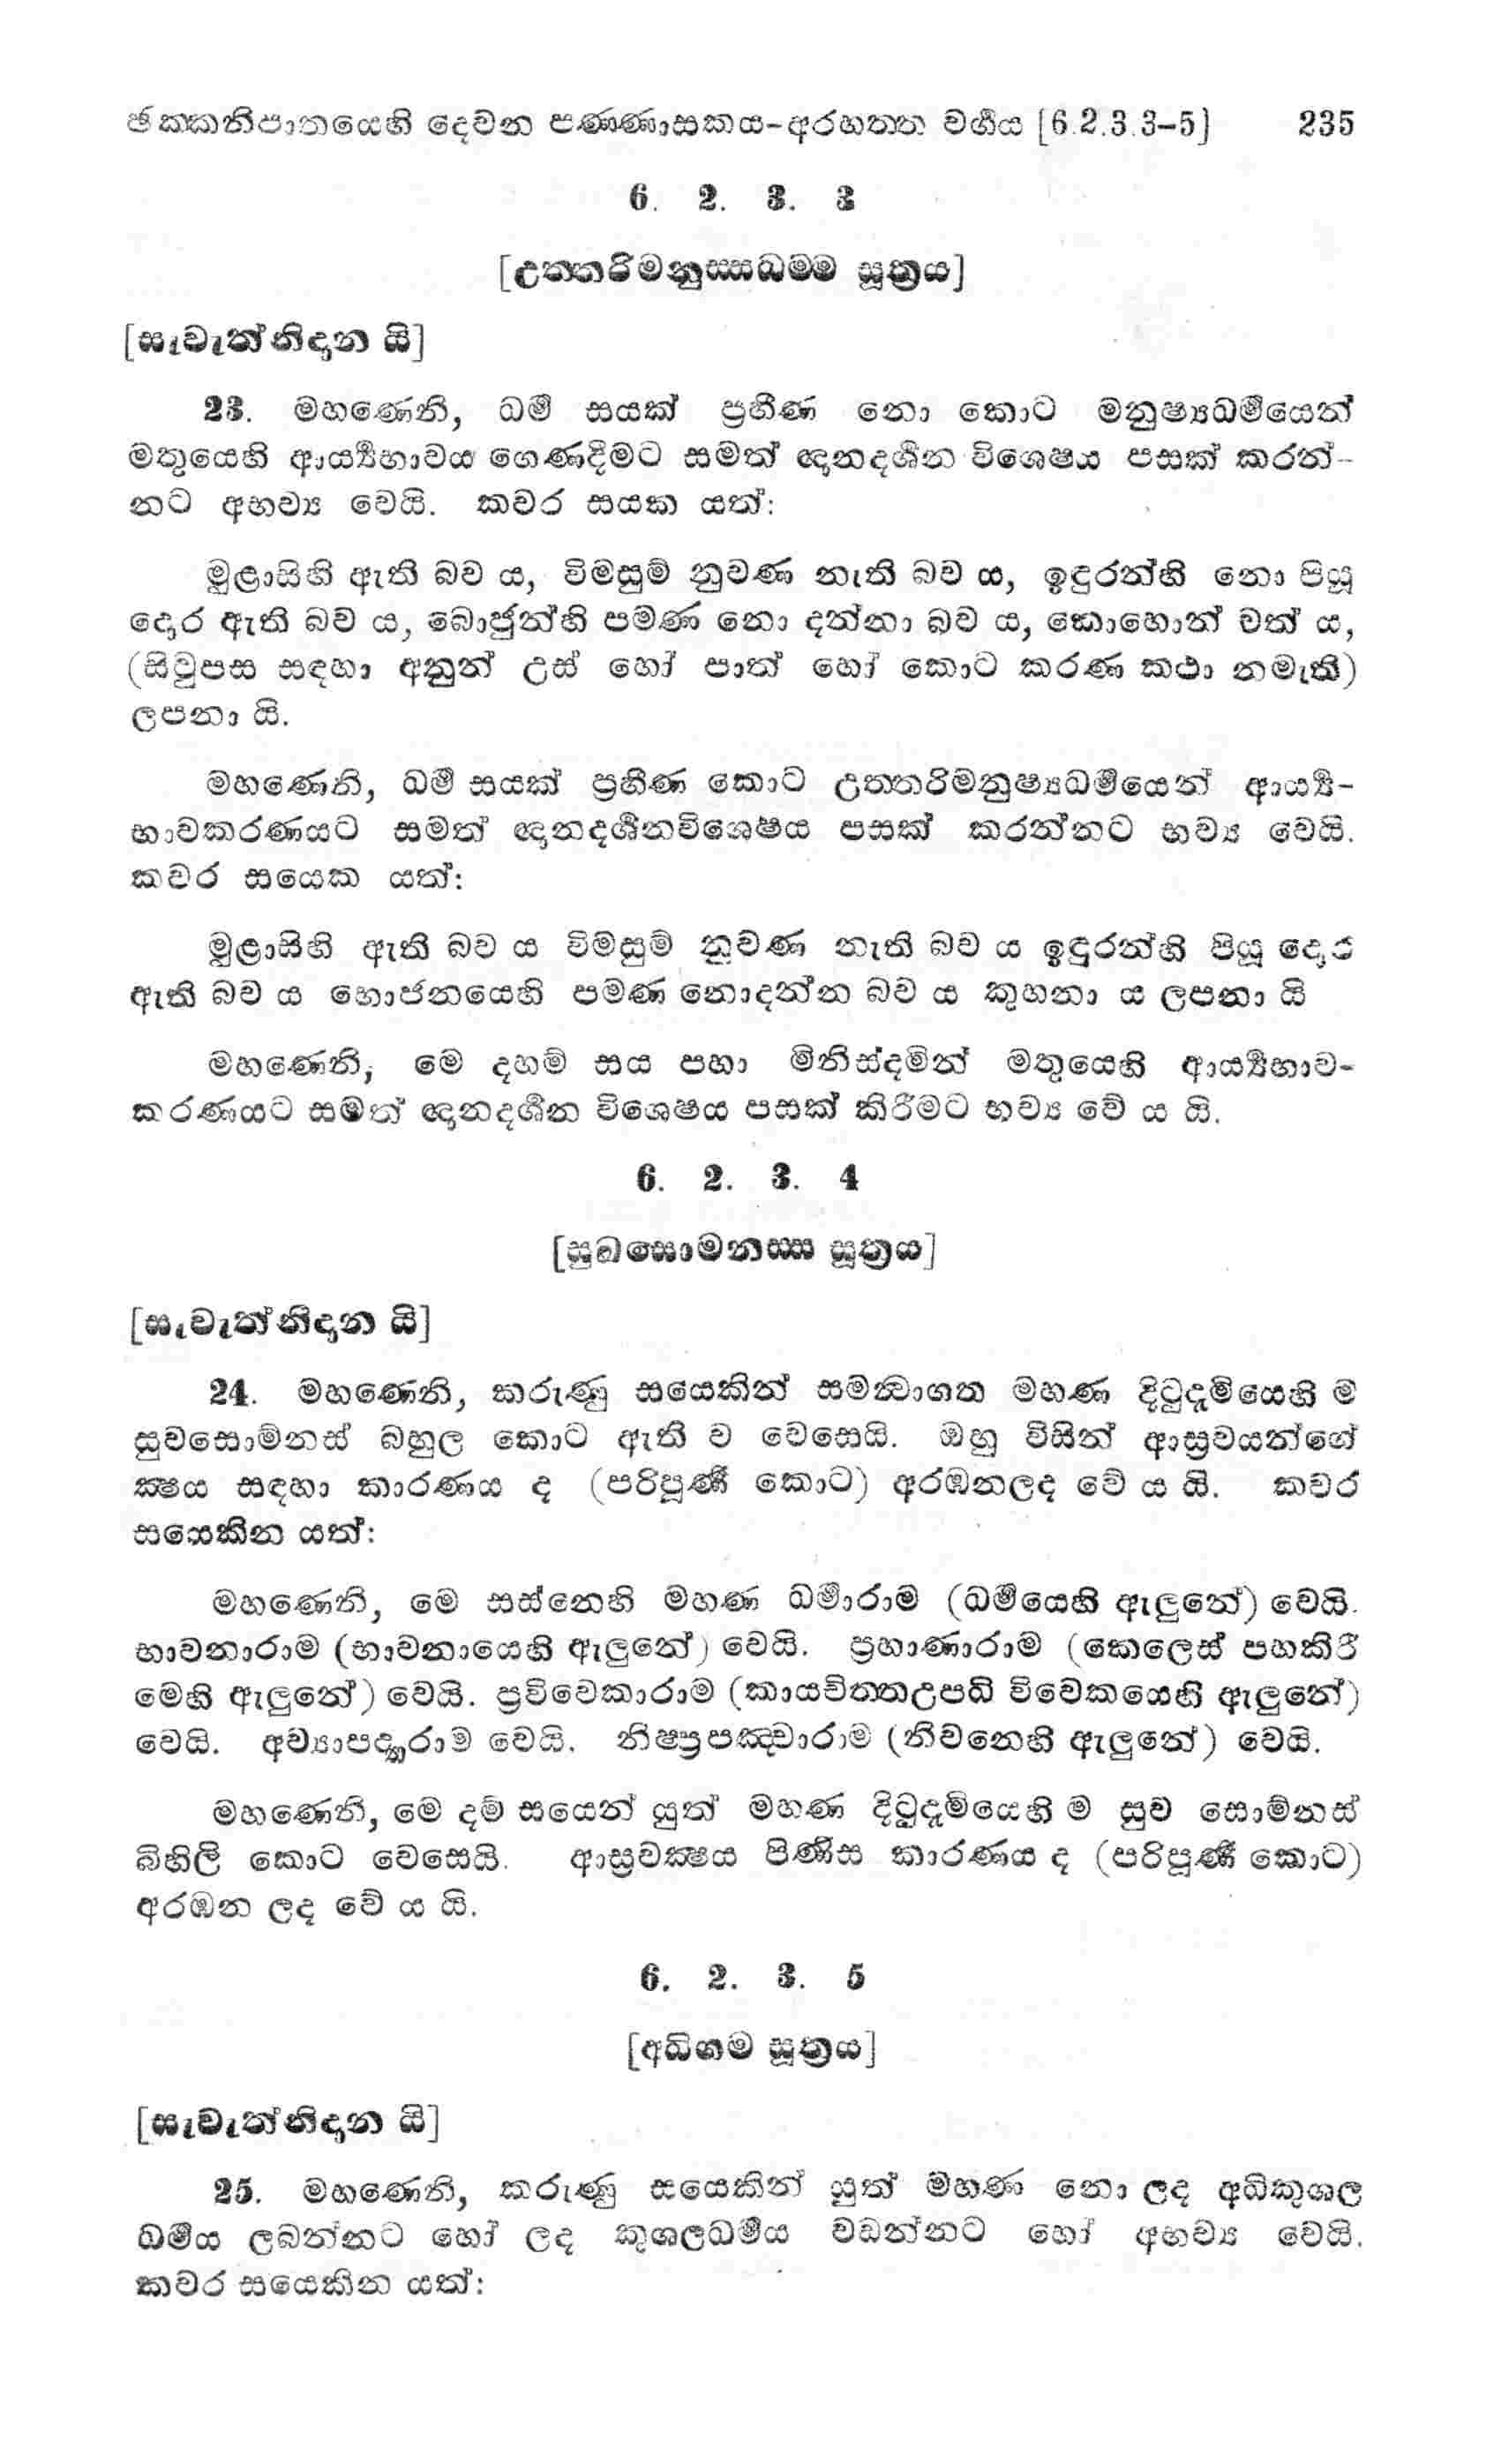 ඡක්කනිපාතයෙහි දෙවන පණ්ණාසකය-අරහත්ත වර්‍ගය [6.2.3.3–5] 235
6. 2. 3. 3
[උත්තරිමනුස්සධම්ම සූත්‍රය]
[සැවැත්නිදාන යි]
23. මහණෙනි, ධර්‍ම සයක් ප්‍රහීණ නො කොට මනුෂ්‍යධර්‍මයෙන්
මතුයෙහි ආර්‍ය්‍යභාවය ගෙණදීමට සමත් ඥානදර්‍ශන විශෙෂය පසක් කරන්-
නට අභව්‍ය වෙයි. කවර සයක යත්:
මුළාසිහි ඇති බව ය, විමසුම් නුවණ නැති බව ය, ඉඳුරන්හි නො පියූ
දොර ඇති බව ය, බොජුන්හි පමණ නො දන්නා බව ය, කොහොන් වත් ය,
(සිවුපස සඳහා අනුන් උස් හෝ පාත් හෝ කොට කරණ කථා නමැති)
ලපනා යි.
මහණෙනි, ධර්‍ම සයක් ප්‍රහීණ කොට උත්තරිමනුෂ්‍යධර්‍මයෙන් ආර්‍ය්‍ය-
භාවකරණයට සමත් ඥානදර්‍ශනවිශෙෂය පසක් කරන්නට භව්‍ය වෙයි.
කවර සයෙක යත්:
මුළාසිහි ඇති බව ය විමසුම් නුවණ නැති බව ය ඉඳුරන්හි පියූ දොර
ඇති බව ය භොජනයෙහි පමණ නොදන්න බව ය කුහනා ය ලපනා යි
මහණෙනි, මෙ දහම් සය පහා මිනිස්දමින් මතුයෙහි ආර්‍ය්‍යභාව-
කරණයට සමත් ඥානදර්‍ශන විශෙෂය පසක් කිරීමට භව්‍ය වේ ය යි.
6. 2. 3. 4
[සුඛසොමනස්ස සූත්‍රය]
[සැවැත්නිදාන යි]
24. මහණෙනි, කරුණු සයෙකින් සමන්‍වාගත මහණ දිටුදැමියෙහි ම
සුවසොම්නස් බහුල කොට ඇති ව වෙසෙයි. ඔහු විසින් ආස්‍රවයන්ගේ
ක්‍ෂය සඳහා කාරණය ද (පරිපූර්‍ණ කොට) අරඹනලද වේ ය යි. කවර
සයෙකින යත්:
මහණෙනි, මෙ සස්නෙහි මහණ ධර්‍මාරාම (ධර්‍මයෙහි ඇලුනේ) වෙයි.
භාවනාරාම (භාවනායෙහි ඇලුනේ) වෙයි. ප්‍රහාණාරාම (කෙලෙස් පහකිරී
මෙහි ඇලුනේ) වෙයි. ප්‍රවිවෙකාරාම (කායචිත්තඋපධි විවෙකයෙහි ඇලුනේ)
වෙයි. අව්‍යාපද්‍යාරාම වෙයි. නිෂ්ප්‍රපඤ්චාරාම (නිවනෙහි ඇලුනේ) වෙයි.
මහණෙනි, මෙ දම් සයෙන් යුත් මහණ දිටුදැමියෙහි ම සුව සොම්නස්
බිහිලි කොට වෙසෙයි. ආස්‍රවක්‍ෂය පිණිස කාරණය ද (පරිපූර්‍ණ කොට)
අරඹන ලද වේ ය යි.
6. 2. 3. 5
[අධිගම සූත්‍රය]
[සැවැත්නිදාන යි]
25. මහණෙනි, කරුණු සයෙකින් යුත් මහණ නො ලද අධිකුශල
ධර්‍මය ලබන්නට හෝ ලද කුශලධර්‍මය වඩන්නට හෝ අභව්‍ය වෙයි.
කවර සයෙකින යත්: